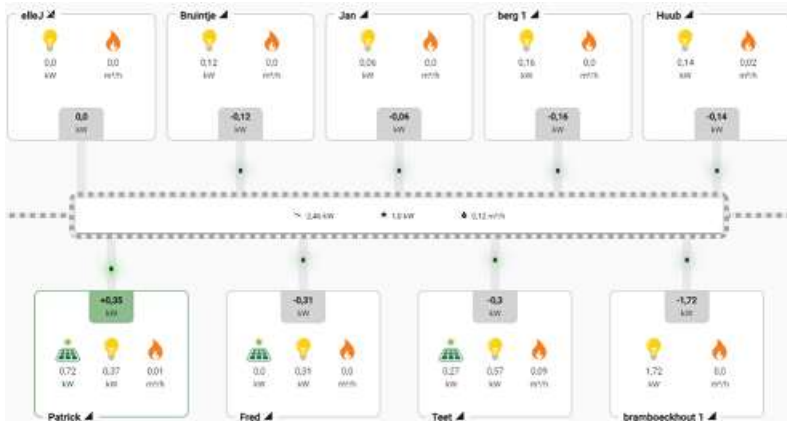 elleJ
Bruintje
Jan
berg 1
Huub
0,0 0,0
kW m³/h
0,12 0,0
kW m³/h
0,06 0,0
kW m³/h
0,16 0,0
kW m³/h
0,14 0,02
kW m³/h
0,0
kW
-0,12
kW
-0,06
kW
-0,16
kW
-0,14
kW
-2,46 kW 1,0 kW 0,12 m³/h
+0,35
kW
-0,31
kW
-0,3
kW
-1,72
kW
0,72 0,37 0,01
kW kW m³/h
0,0 0,31 0,0
kW kW m³/h
0,27 0,57 0,09
kW kW m³/h
1,72 0,0
kW m³/h
Patrick
Fred
Teet
bramboeckhout 1